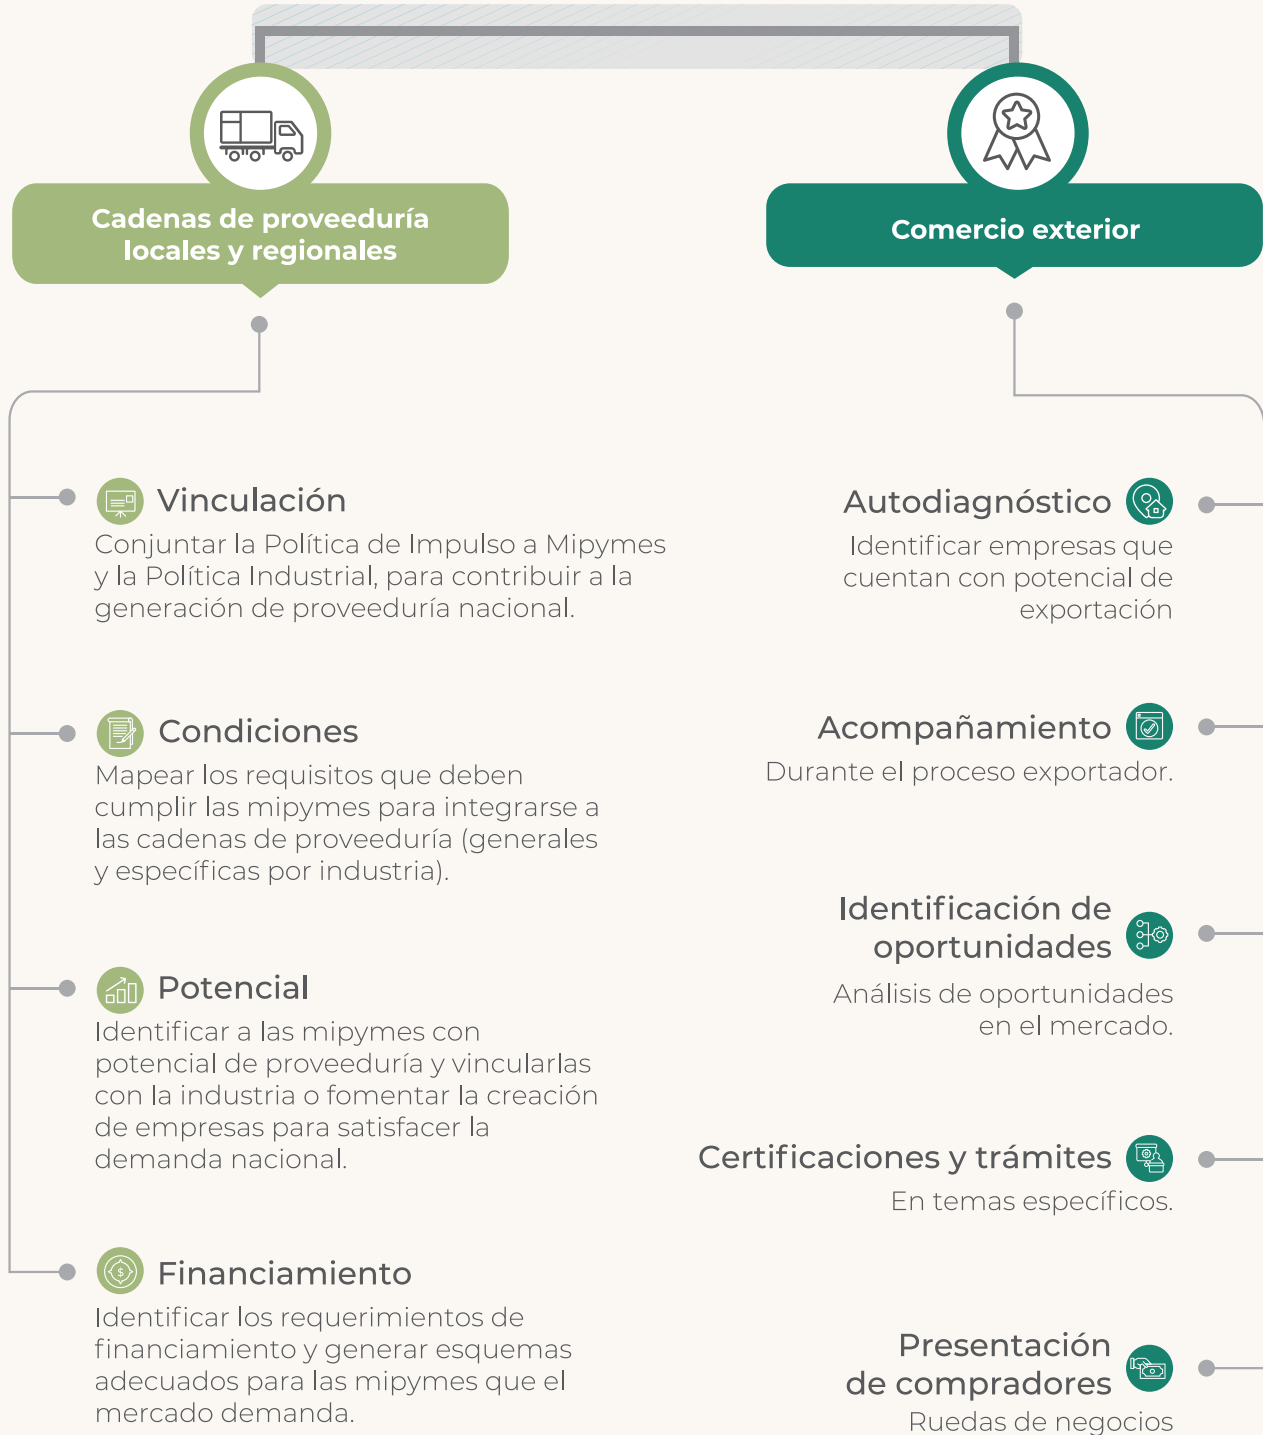 Cadenas de proveeduría
locales y regionales
Vinculación
Conjuntar la Política de Impulso a Mipymes
y la Política Industrial, para contribuir a la
generación de proveeduría nacional.
Condiciones
Mapear los requisitos que deben
cumplir las mipymes para integrarse a
las cadenas de proveeduría (generales
y específicas por industria).
Potencial
Identificar a las mipymes con
potencial de proveeduría y vincularlas
con la industria o fomentar la creación
de empresas para satisfacer la
demanda nacional.
Financiamiento
Identificar los requerimientos de
financiamiento y generar esquemas
adecuados para las mipymes que el
mercado demanda.
Comercio exterior
Autodiagnóstico
Identificar empresas que
cuentan con potencial de
exportación
Acompañamiento
Durante el proceso exportador.
Identificación de
oportunidades
Análisis de oportunidades
en el mercado.
Certificaciones y trámites
En temas específicos.
Presentación
de compradores
Ruedas de negocios